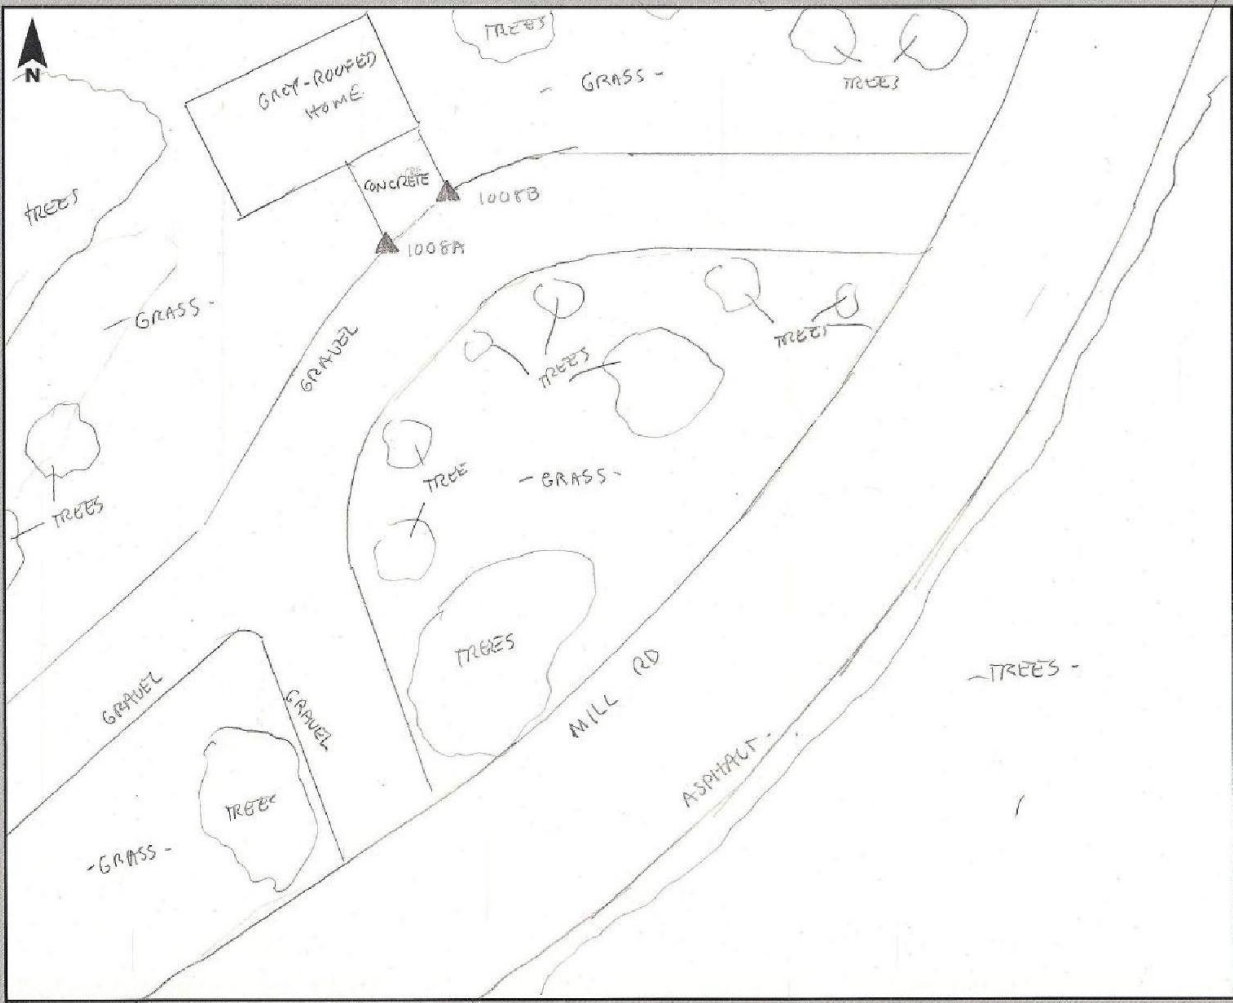 N
TREES
GREY-ROOFED
HOME
- GRASS -
TREES
CONCRETE
1008B
1008A
TREES
- GRASS -
GRAVEL
TREES
TREES
TREE
- GRASS -
TREES
TREES
MILL RD
- TREES -
GRAVEL
GRAVEL
ASPHALT -
TREES
- GRASS -